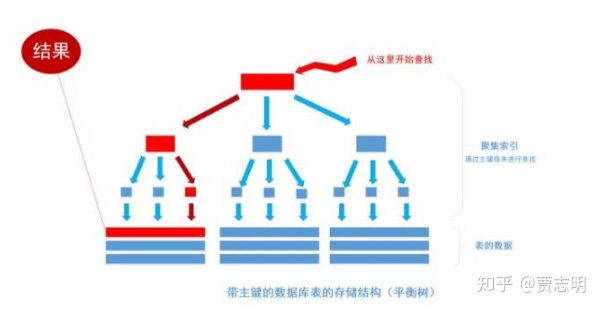 结果
从这里开始查找
聚集索引
通过主键值来进行查找
表的数据
带主键的数据库表的存储结构（平衡树）
知乎 @贾志明